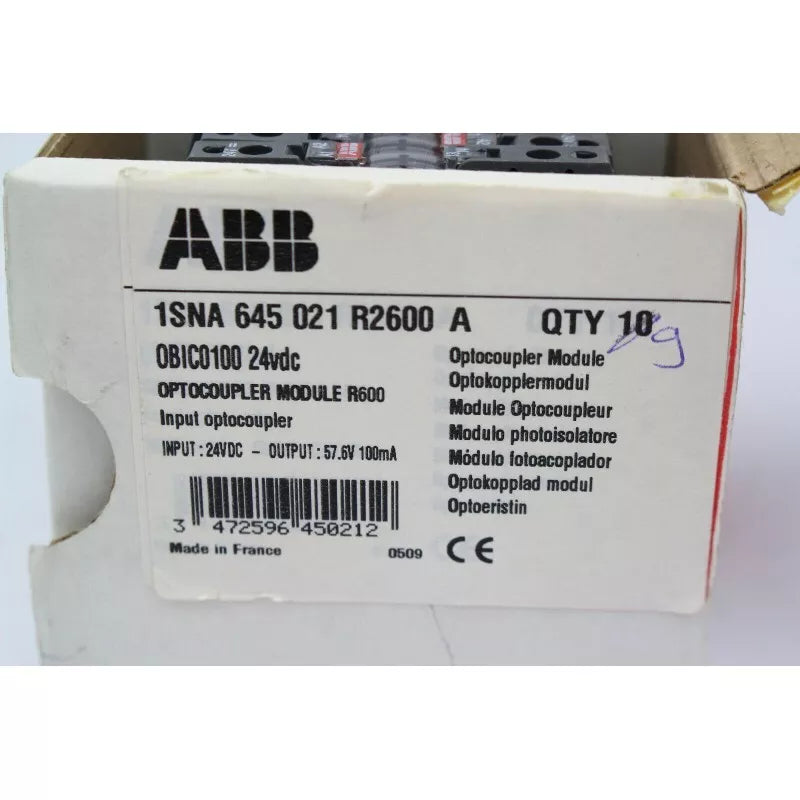 ABB
1SNA 645 021 R2600 A QTY 10
9
OBIC0100 24vdc
OPTOCOUPLER MODULE R600
Input optocoupler
INPUT : 24VDC - OUTPUT : 57.6V 100mA
Optocoupler Module
Optokopplermodul
Module Optocoupleur
Modulo photoisolatore
Módulo fotoacoplador
Optokopplad modul
Optoeristin
3 472596 450212
Made in France 0509 CE